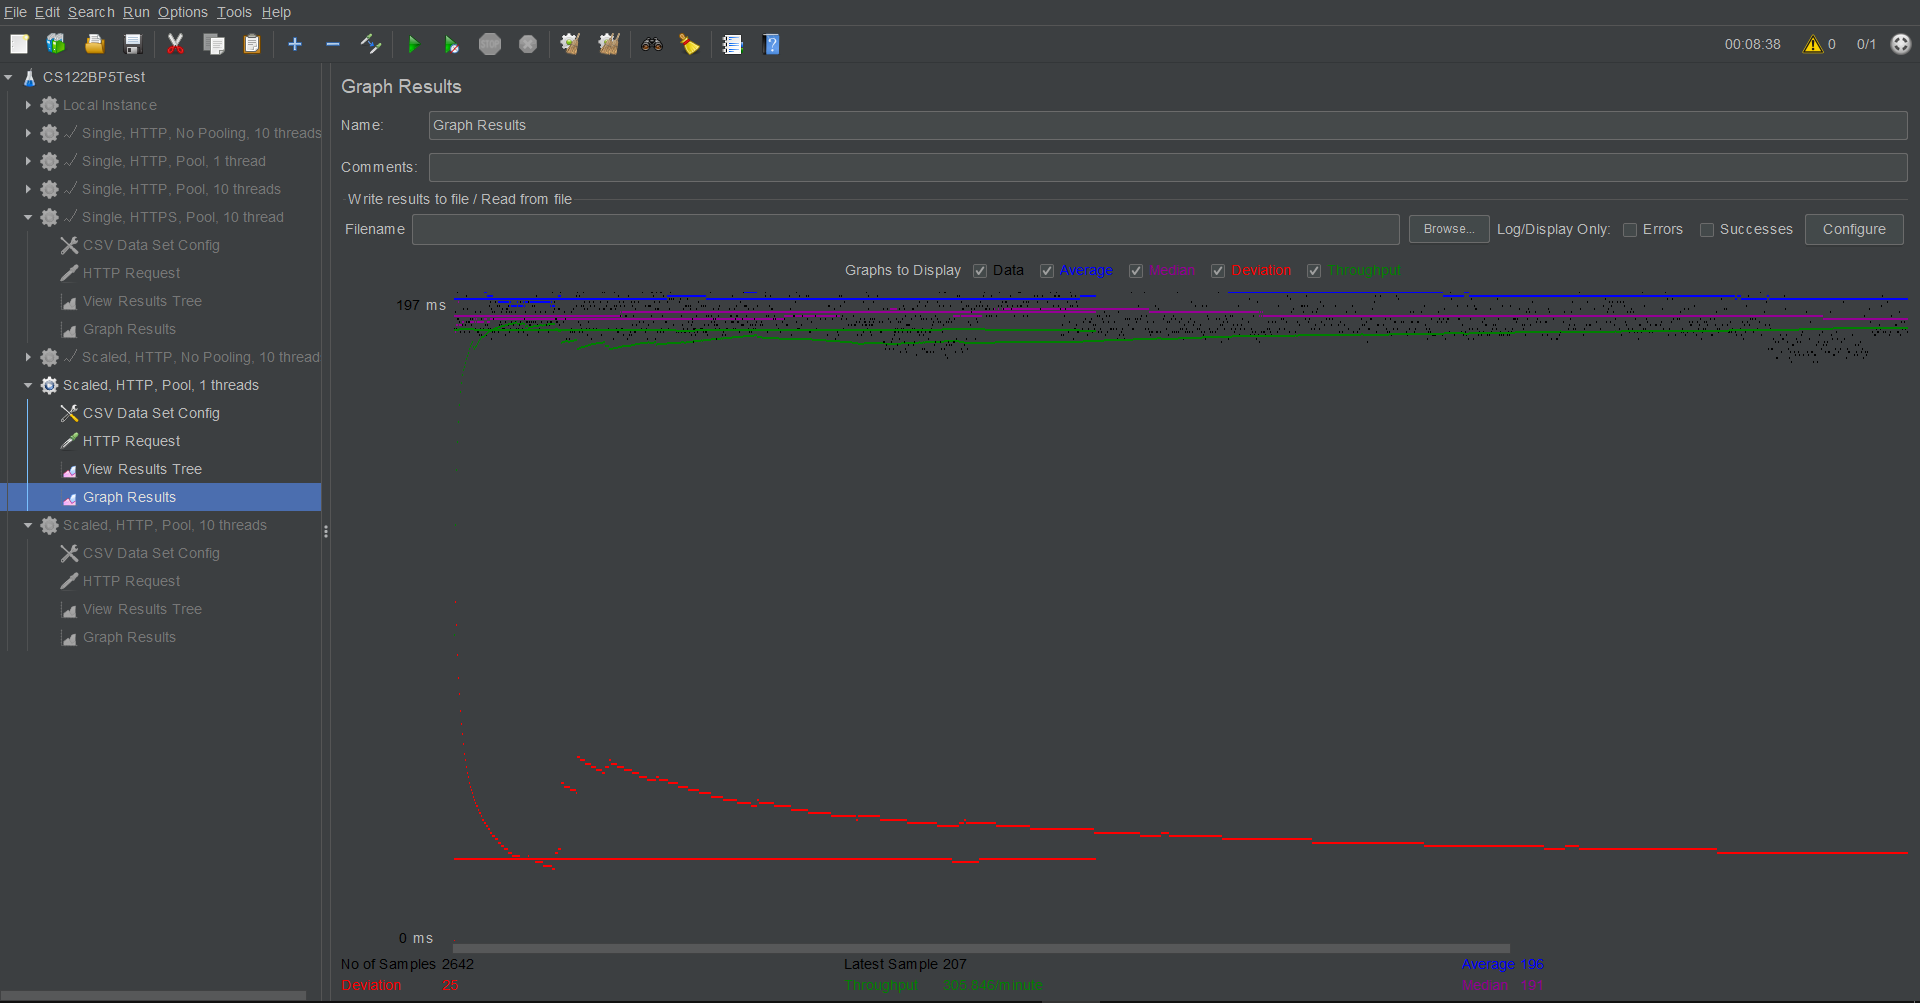 File Edit Search Run Options Tools Help
STOP
00:08:38 0 0/1
CS122BP5Test
Local Instance
Single, HTTP, No Pooling, 10 threads
Single, HTTP, Pool, 1 thread
Single, HTTP, Pool, 10 threads
Single, HTTPS, Pool, 10 thread
CSV Data Set Config
HTTP Request
View Results Tree
Graph Results
Scaled, HTTP, No Pooling, 10 thread
Scaled, HTTP, Pool, 1 threads
CSV Data Set Config
HTTP Request
View Results Tree
Graph Results
Scaled, HTTP, Pool, 10 threads
CSV Data Set Config
HTTP Request
View Results Tree
Graph Results
Graph Results
Name: Graph Results
Comments:
Write results to file / Read from file
Filename Browse... Log/Display Only: Errors Successes Configure
Graphs to Display Data Average Median Deviation Throughput
197 ms
0 ms
No of Samples 2642 Latest Sample 207 Average 196
Deviation 25 Throughput 305.846/minute Median 191